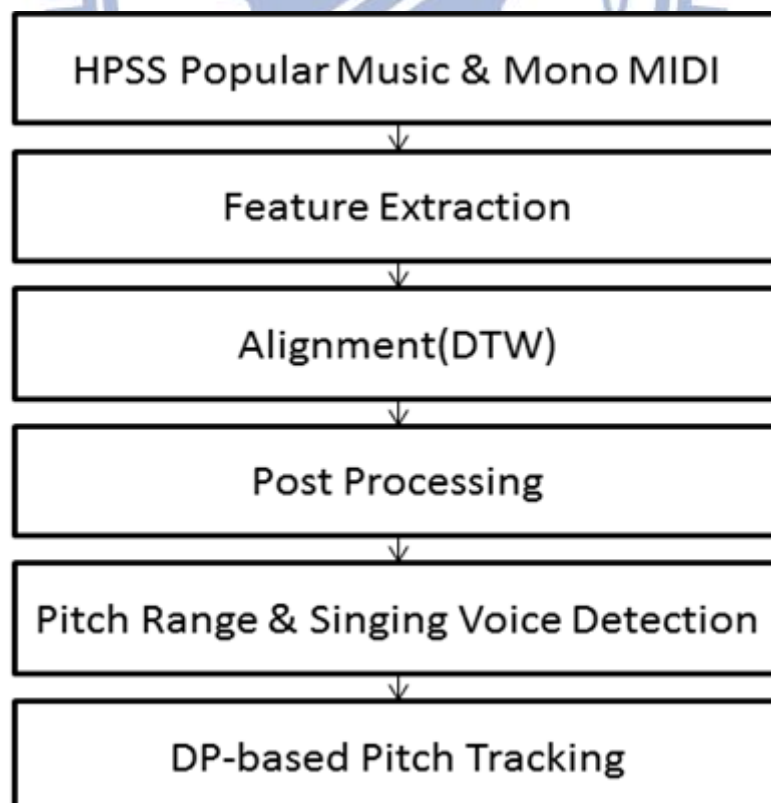 HPSS Popular Music & Mono MIDI
Feature Extraction
Alignment(DTW)
Post Processing
Pitch Range & Singing Voice Detection
DP-based Pitch Tracking